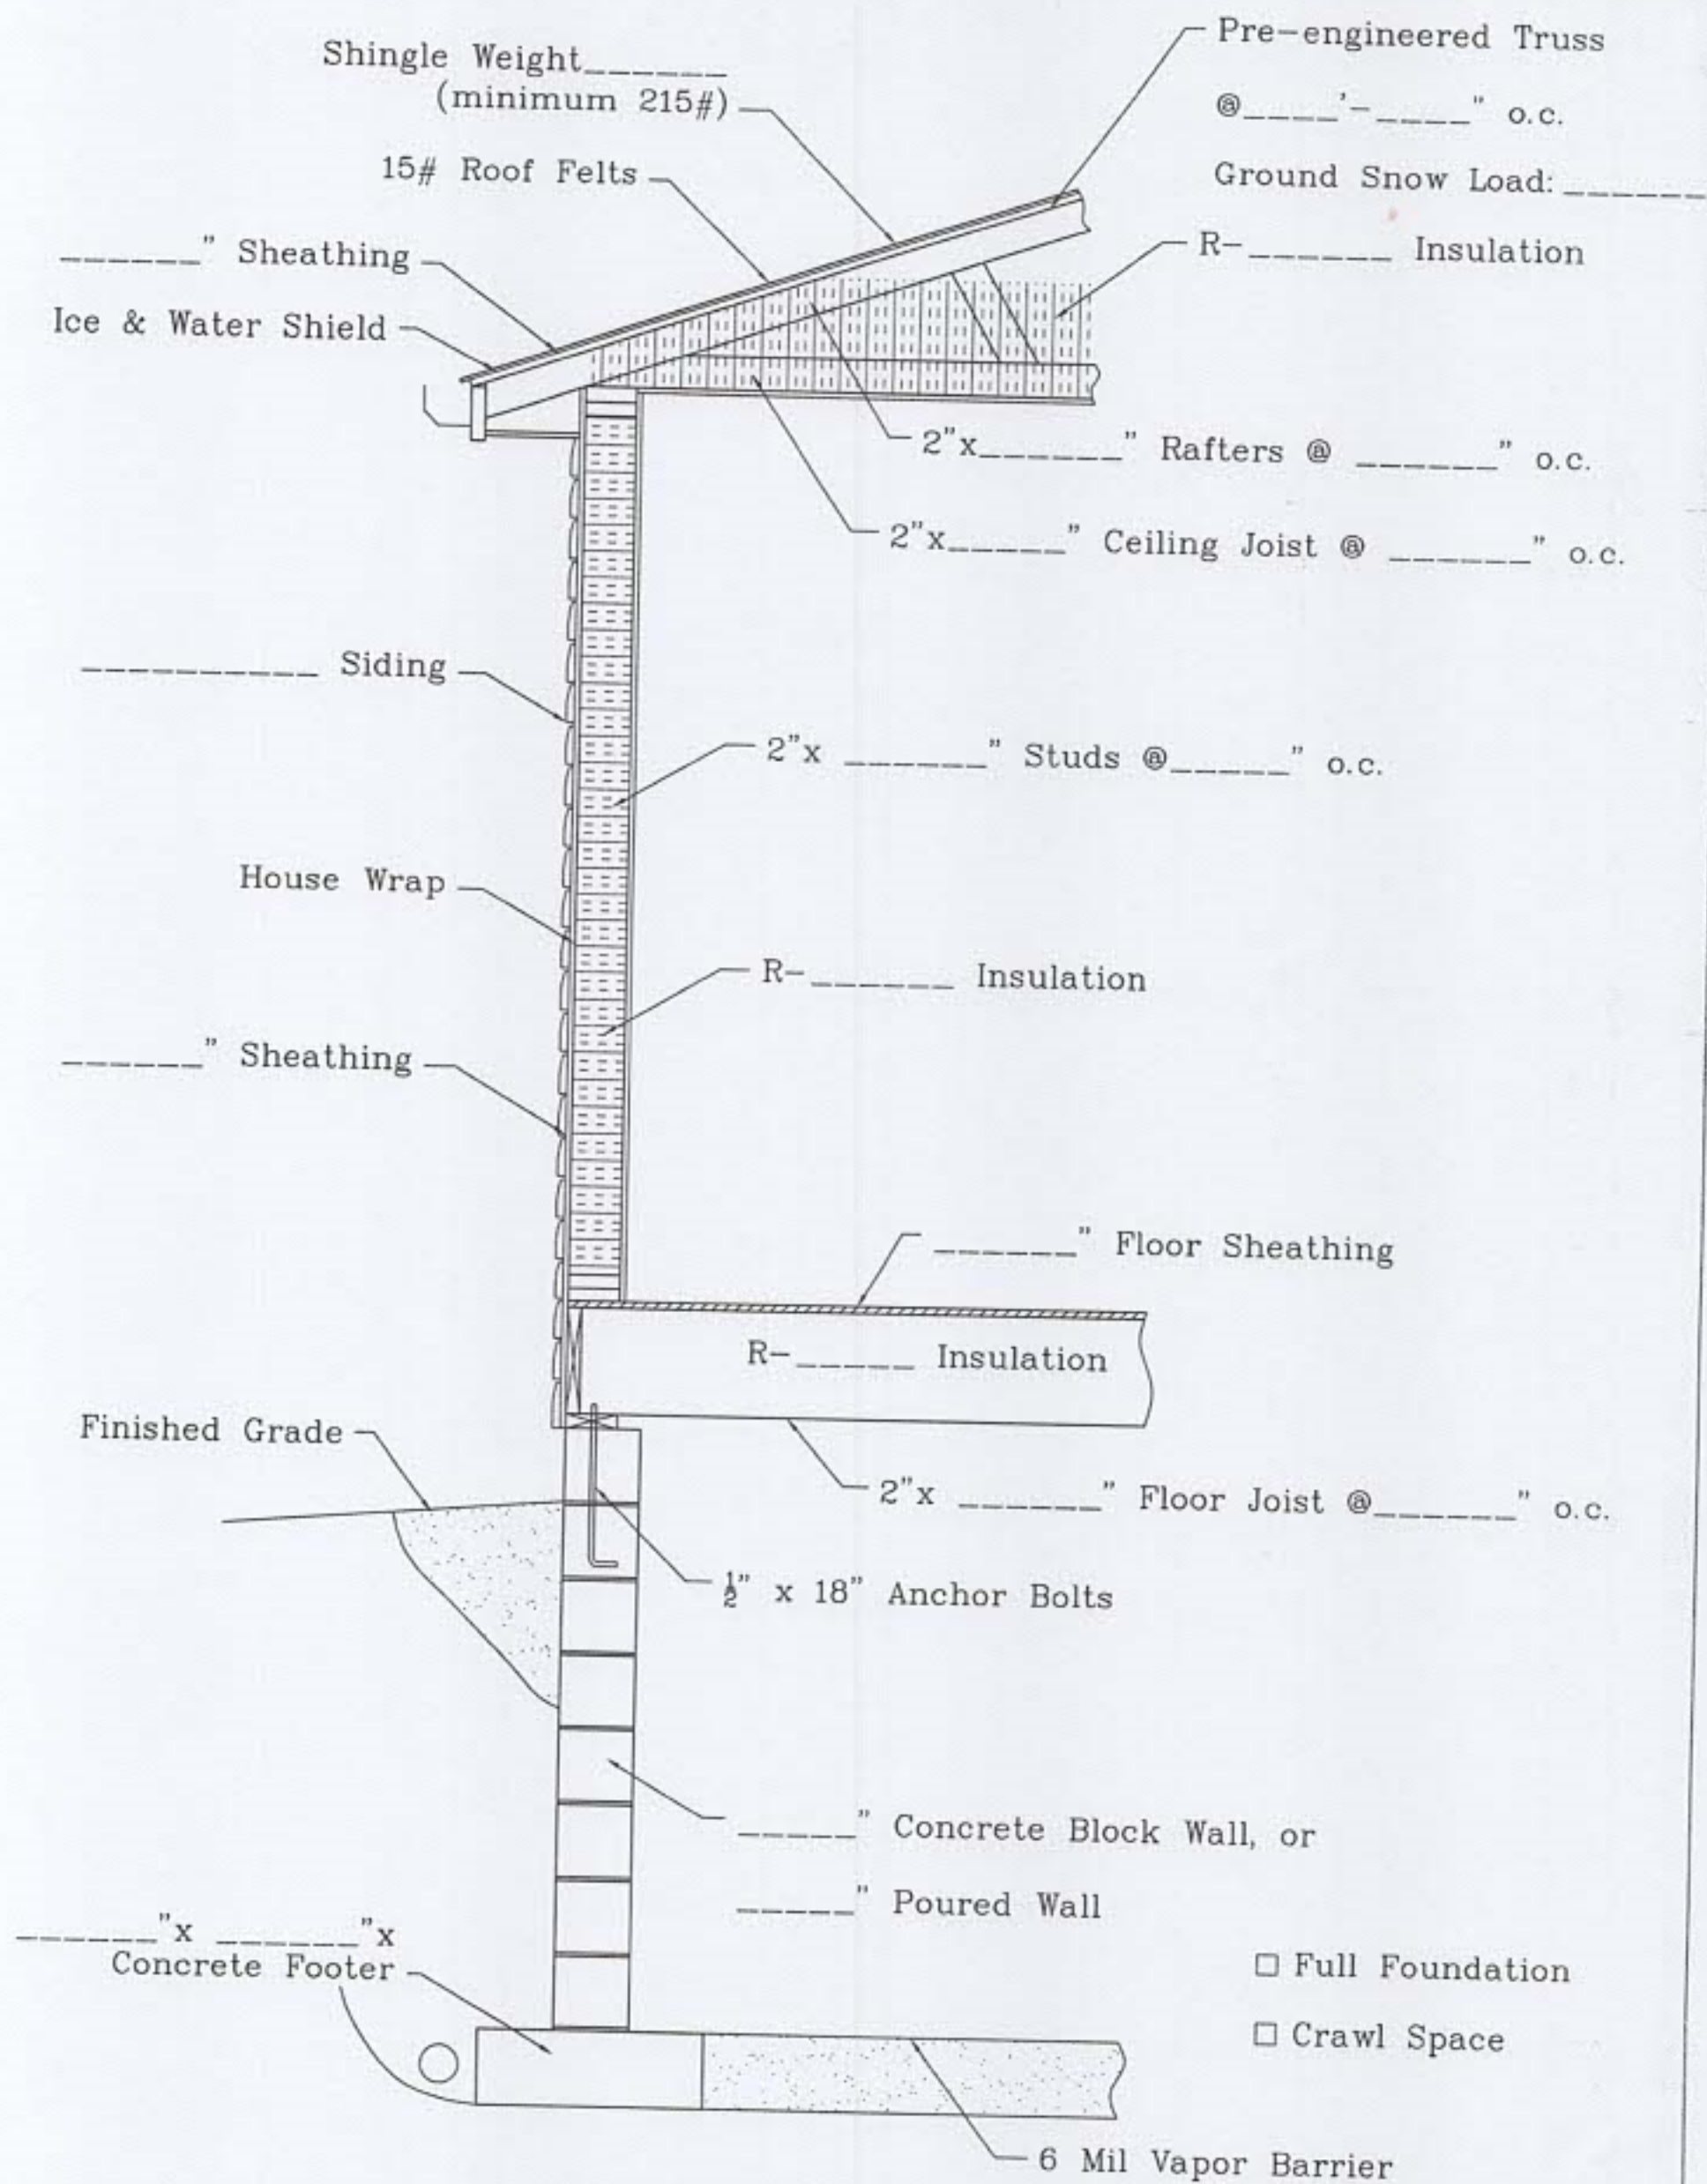 Shingle Weight______
(minimum 215#)
Pre-engineered Truss
@____'-____" o.c.
15# Roof Felts
Ground Snow Load:______
______" Sheathing
R-______ Insulation
Ice & Water Shield
2"x______" Rafters @ ______" o.c.
2"x_____" Ceiling Joist @ ______" o.c.
__________ Siding
2"x ______" Studs @_____" o.c.
House Wrap
R-______ Insulation
______" Sheathing
______" Floor Sheathing
R-_____ Insulation
Finished Grade
2"x ______" Floor Joist @______" o.c.
½" x 18" Anchor Bolts
_____" Concrete Block Wall, or
_____" Poured Wall
______"x ______"x
Concrete Footer
□ Full Foundation
□ Crawl Space
6 Mil Vapor Barrier